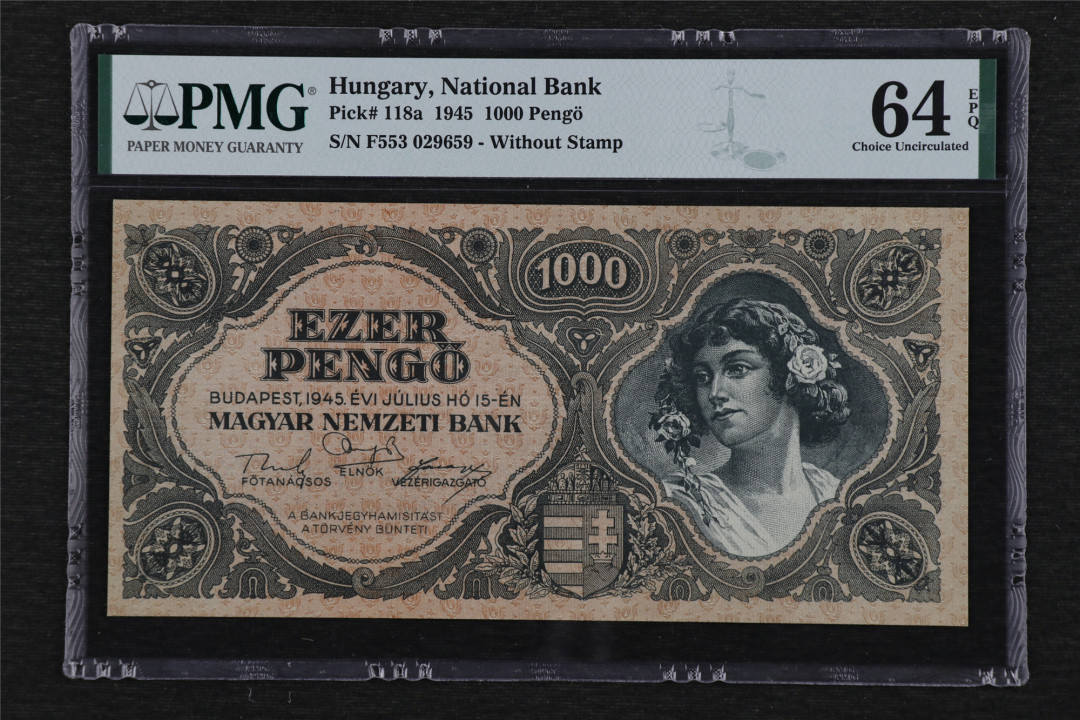 PMG®
PAPER MONEY GUARANTY
Hungary, National Bank
Pick# 118a 1945 1000 Pengö
S/N F553 029659 - Without Stamp
64 EPQ
Choice Uncirculated
1000
EZER
PENGŐ
BUDAPEST, 1945. ÉVI JÚLIUS HÓ 15-ÉN
MAGYAR NEMZETI BANK
ELNÖK
FŐTANÁCSOS VEZÉRIGAZGATÓ
A BANKJEGYHAMISITÁST
A TÖRVÉNY BÜNTETI